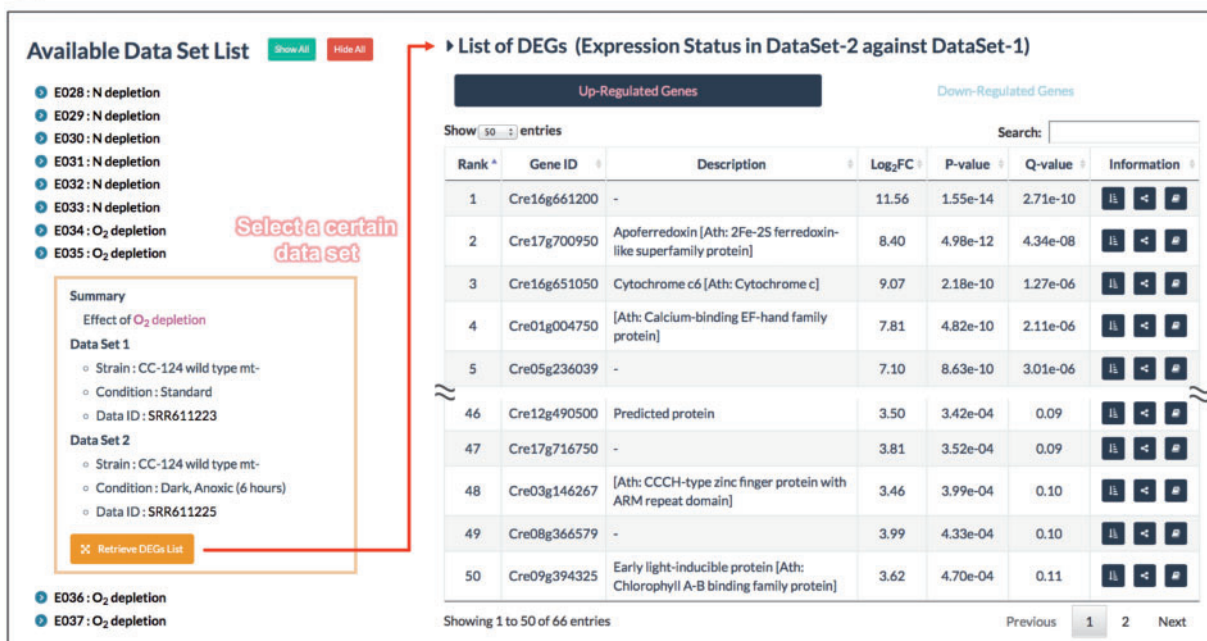 Available Data Set List
Show All
Hide All
E028 : N depletion
E029 : N depletion
E030 : N depletion
E031 : N depletion
E032 : N depletion
E033 : N depletion
E034 : O₂ depletion
E035 : O₂ depletion
Select a certain
data set
Summary
Effect of O₂ depletion
Data Set 1
Strain : CC-124 wild type mt-
Condition : Standard
Data ID : SRR611223
Data Set 2
Strain : CC-124 wild type mt-
Condition : Dark, Anoxic (6 hours)
Data ID : SRR611225
Retrieve DEGs List
E036 : O₂ depletion
E037 : O₂ depletion
List of DEGs (Expression Status in DataSet-2 against DataSet-1)
Up-Regulated Genes
Down-Regulated Genes
Show 50 entries
Search:
Rank Gene ID Description Log₂FC P-value Q-value Information
1 Cre16g661200 - 11.56 1.55e-14 2.71e-10
2 Cre17g700950 Apoferredoxin [Ath: 2Fe-2S ferredoxin-
like superfamily protein] 8.40 4.98e-12 4.34e-08
3 Cre16g651050 Cytochrome c6 [Ath: Cytochrome c] 9.07 2.18e-10 1.27e-06
4 Cre01g004750 [Ath: Calcium-binding EF-hand family
protein] 7.81 4.82e-10 2.11e-06
5 Cre05g236039 - 7.10 8.63e-10 3.01e-06
46 Cre12g490500 Predicted protein 3.50 3.42e-04 0.09
47 Cre17g716750 - 3.81 3.52e-04 0.09
48 Cre03g146267 [Ath: CCCH-type zinc finger protein with
ARM repeat domain] 3.46 3.99e-04 0.10
49 Cre08g366579 - 3.99 4.33e-04 0.10
50 Cre09g394325 Early light-inducible protein [Ath:
Chlorophyll A-B binding family protein] 3.62 4.70e-04 0.11
Showing 1 to 50 of 66 entries
Previous 1 2 Next